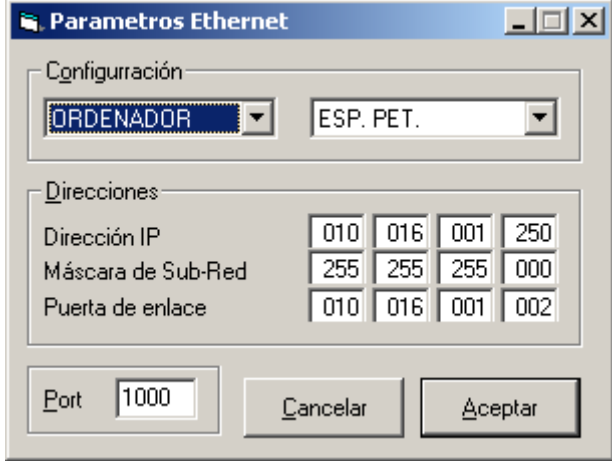 Parametros Ethernet
Configurración
ORDENADOR ESP. PET.
Direcciones
Dirección IP 010 016 001 250
Máscara de Sub-Red 255 255 255 000
Puerta de enlace 010 016 001 002
Port 1000 Cancelar Aceptar